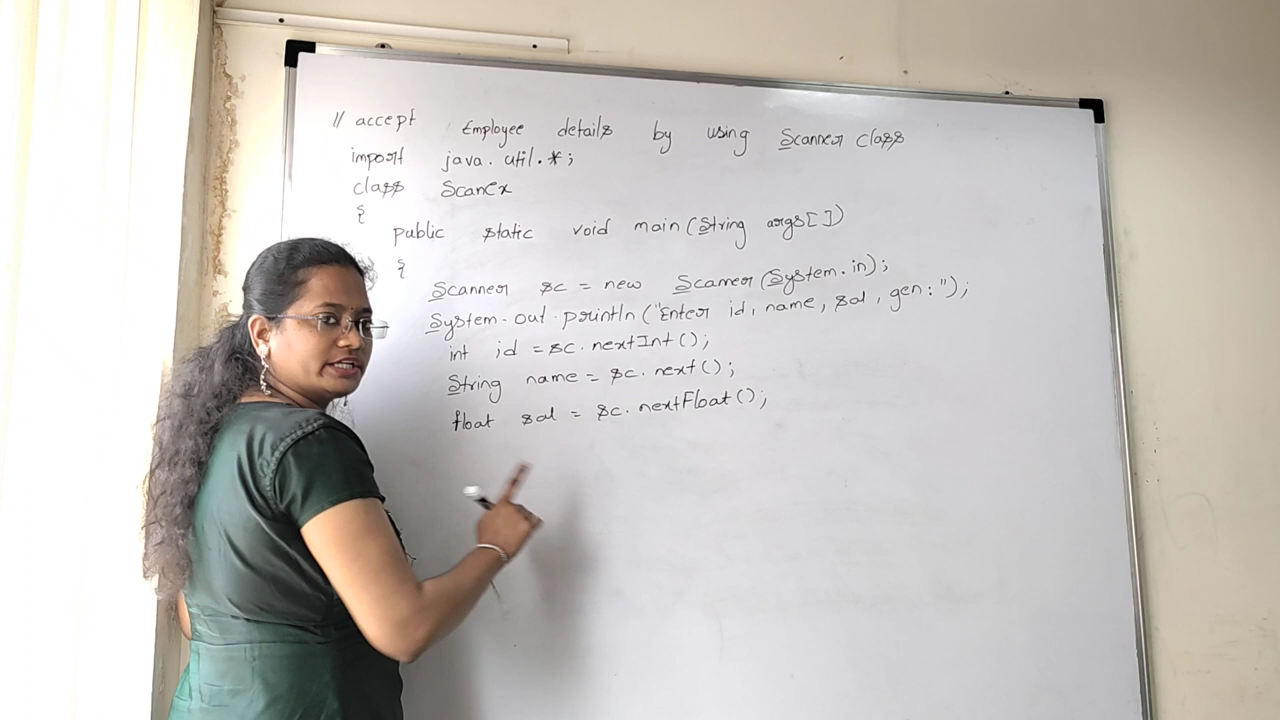 // accept Employee details by using Scanner class
import java.util.*;
class ScanEx
{
public static void main(String args[])
{
Scanner sc = new Scanner(System.in);
System.out.println("Enter id, name, sal, gen:");
int id = sc.nextInt();
String name = sc.next();
float sal = sc.nextFloat();